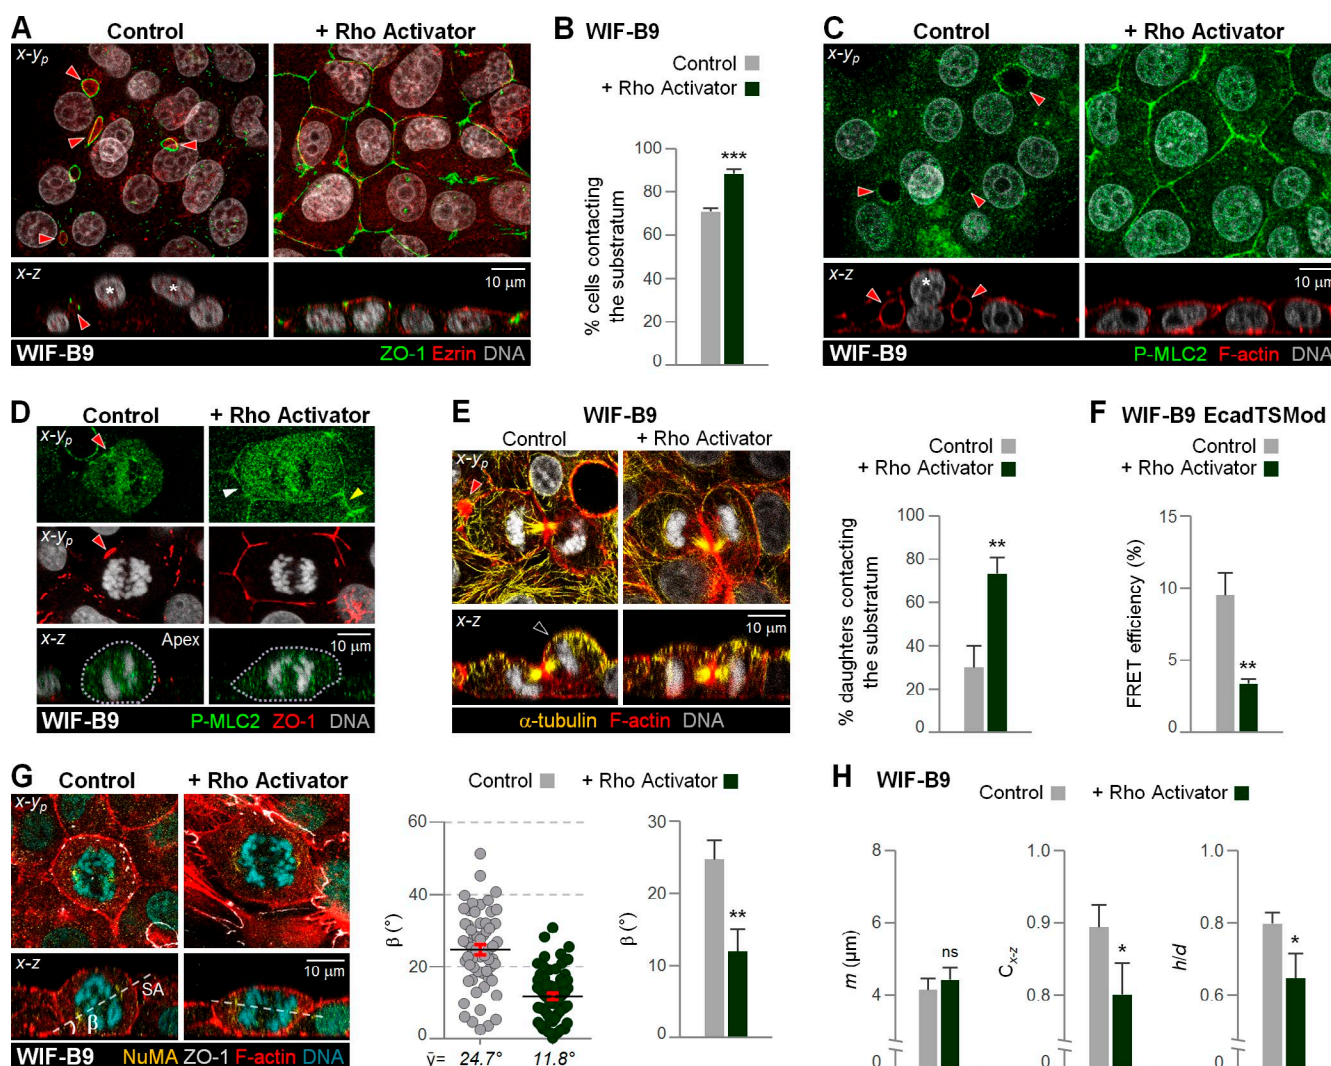 A
Control
+ Rho Activator
x-yp
x-z
*
*
10 µm
WIF-B9
ZO-1 Ezrin DNA
B WIF-B9
Control
+ Rho Activator
% cells contacting
the substratum
100
80
60
40
20
0
***
C
Control
+ Rho Activator
x-yp
x-z
*
10 µm
WIF-B9
P-MLC2 F-actin DNA
D
Control
+ Rho Activator
x-yp
x-yp
x-z
Apex
10 µm
WIF-B9
P-MLC2 ZO-1 DNA
E
WIF-B9
Control
+ Rho Activator
x-yp
x-z
10 µm
α-tubulin F-actin DNA
Control
+ Rho Activator
% daughters contacting
the substratum
100
80
60
40
20
0
**
F WIF-B9 EcadTSMod
Control
+ Rho Activator
FRET efficiency (%)
15
10
5
0
**
G
Control
+ Rho Activator
x-yp
x-z
SA
β
10 µm
WIF-B9
NuMA ZO-1 F-actin DNA
Control
+ Rho Activator
β (°)
60
40
20
0
v̄=
24.7°
11.8°
β (°)
30
20
10
0
**
H WIF-B9
Control
+ Rho Activator
m (µm)
8
4
0
ns
Cx-z
1.0
0.9
0.8
0
*
h/d
1.0
0.8
0.6
0
*